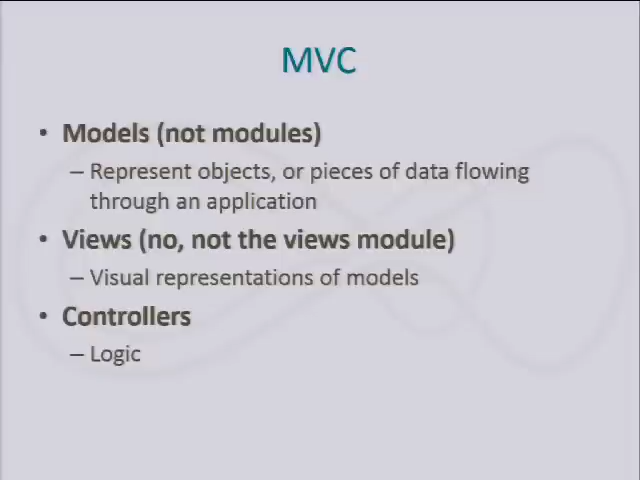 MVC
• Models (not modules)
– Represent objects, or pieces of data flowing
through an application
• Views (no, not the views module)
– Visual representations of models
• Controllers
– Logic